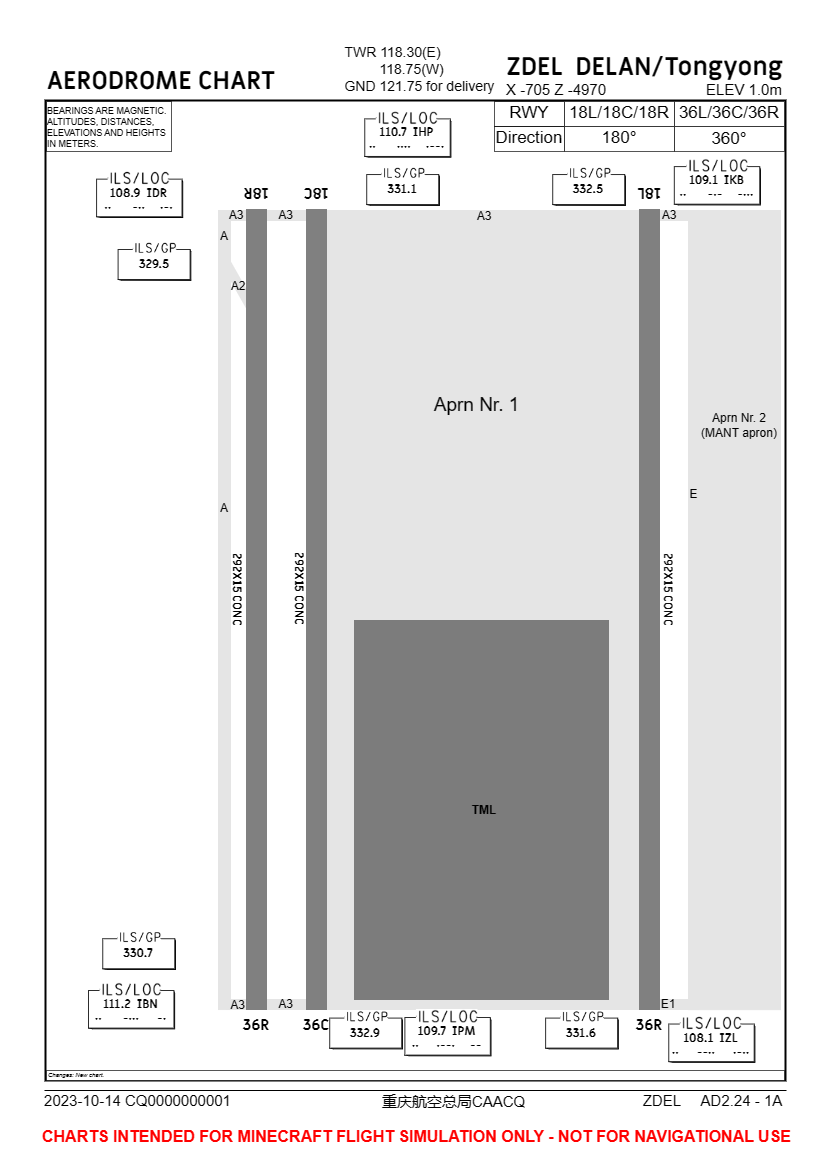 TWR 118.30(E)
118.75(W)
GND 121.75 for delivery
AERODROME CHART
ZDEL DELAN/Tongyong
X -705 Z -4970
ELEV 1.0m
BEARINGS ARE MAGNETIC.
ALTITUDES, DISTANCES,
ELEVATIONS AND HEIGHTS
IN METERS.
RWY 18L/18C/18R 36L/36C/36R
Direction 180° 360°
ILS/LOC
110.7 IHP
.. .... .--.
ILS/GP
331.1
ILS/GP
332.5
ILS/LOC
109.1 IKB
.. -.- -...
ILS/LOC
108.9 IDR
.. -.. .-.
ILS/GP
329.5
18R
18C
18L
A3
A3
A3
A3
A
A2
Aprn Nr. 1
Aprn Nr. 2
(MANT apron)
A
E
292X15 CONC
292X15 CONC
292X15 CONC
TML
ILS/GP
330.7
ILS/LOC
111.2 IBN
.. -... -.
A3
A3
E1
36R
36C
36R
ILS/GP
332.9
ILS/LOC
109.7 IPM
.. .--. --
ILS/GP
331.6
ILS/LOC
108.1 IZL
.. --.. .-..
Changes: New chart.
2023-10-14 CQ0000000001
重庆航空总局CAACQ
ZDEL AD2.24 - 1A
CHARTS INTENDED FOR MINECRAFT FLIGHT SIMULATION ONLY - NOT FOR NAVIGATIONAL USE